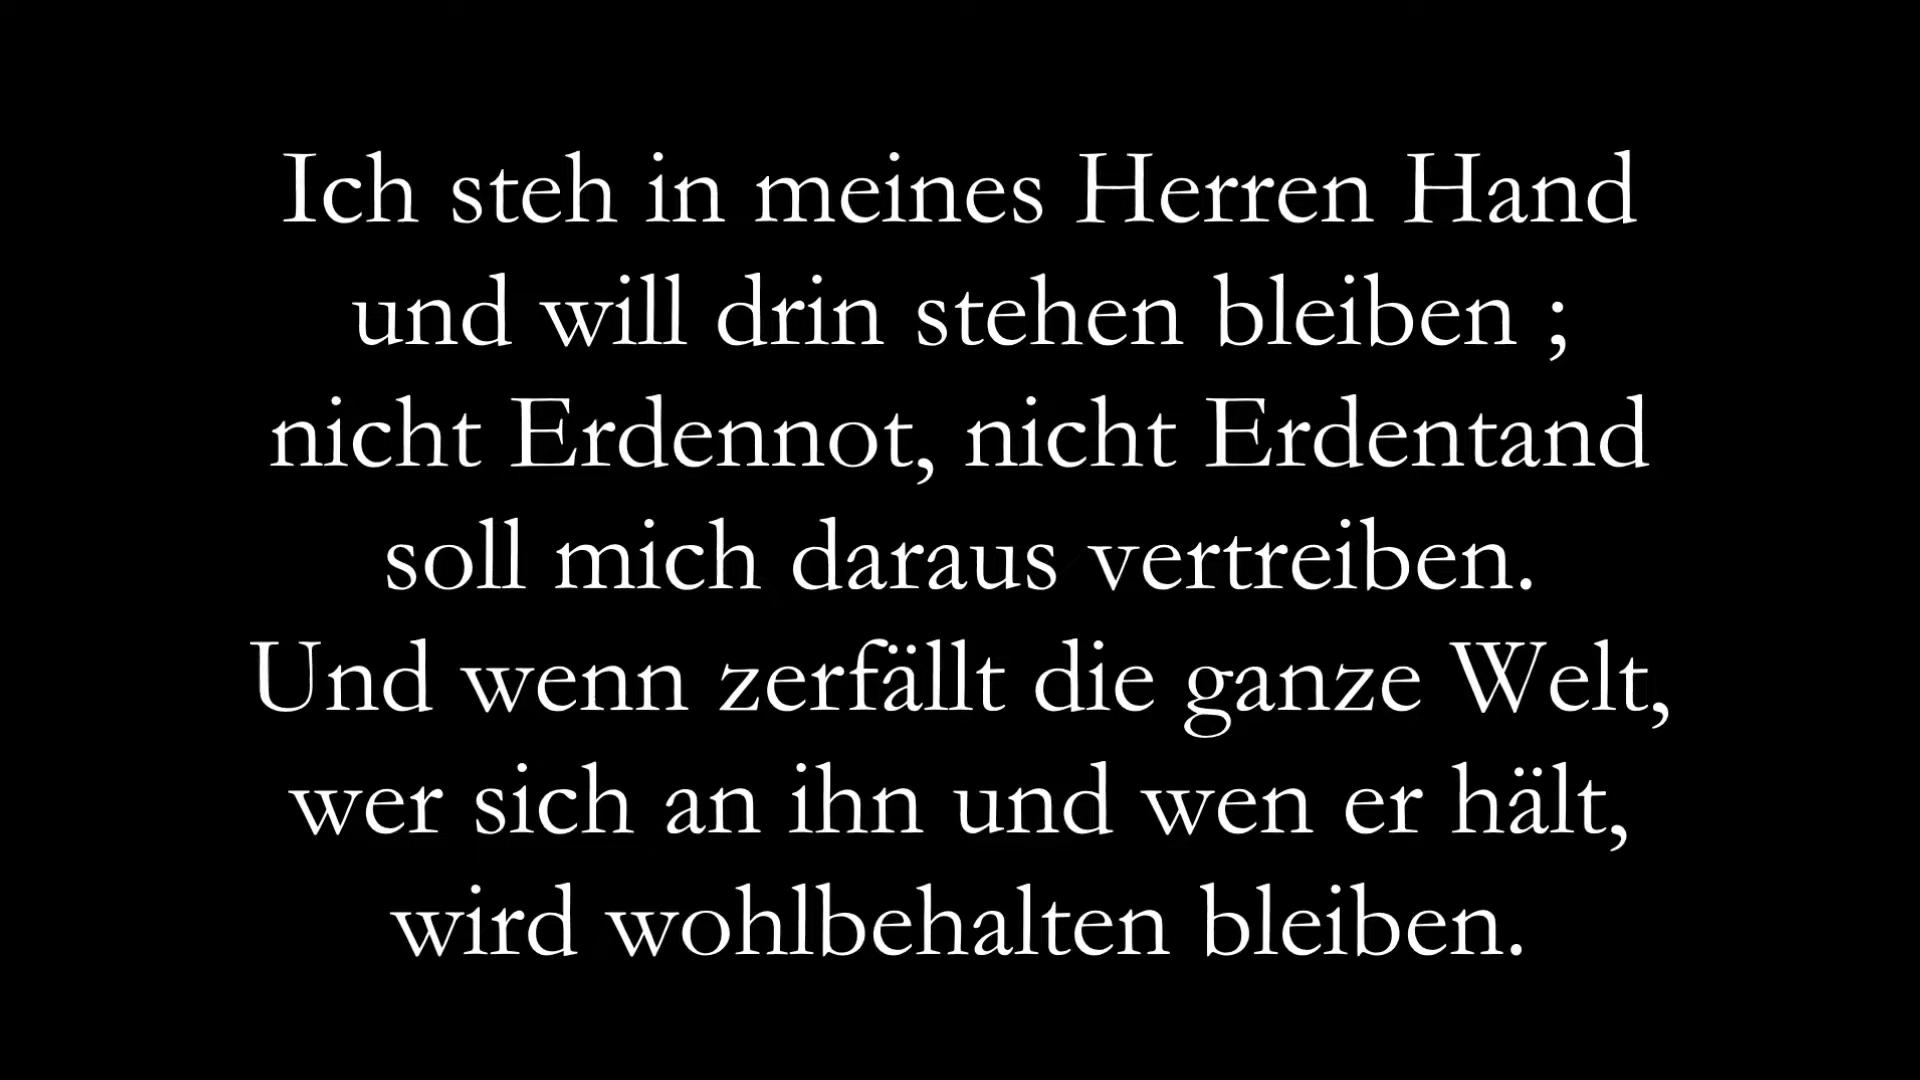 Ich steh in meines Herren Hand
und will drin stehen bleiben ;
nicht Erdennot, nicht Erdentand
soll mich daraus vertreiben.
Und wenn zerfällt die ganze Welt,
wer sich an ihn und wen er hält,
wird wohlbehalten bleiben.